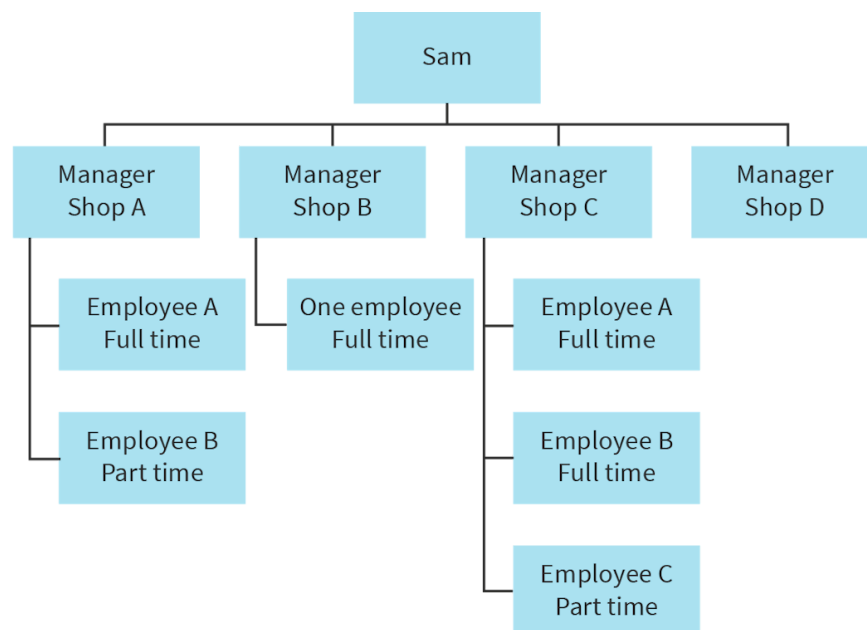 Sam
Manager
Shop A
Manager
Shop B
Manager
Shop C
Manager
Shop D
Employee A
Full time
One employee
Full time
Employee A
Full time
Employee B
Part time
Employee B
Full time
Employee C
Part time